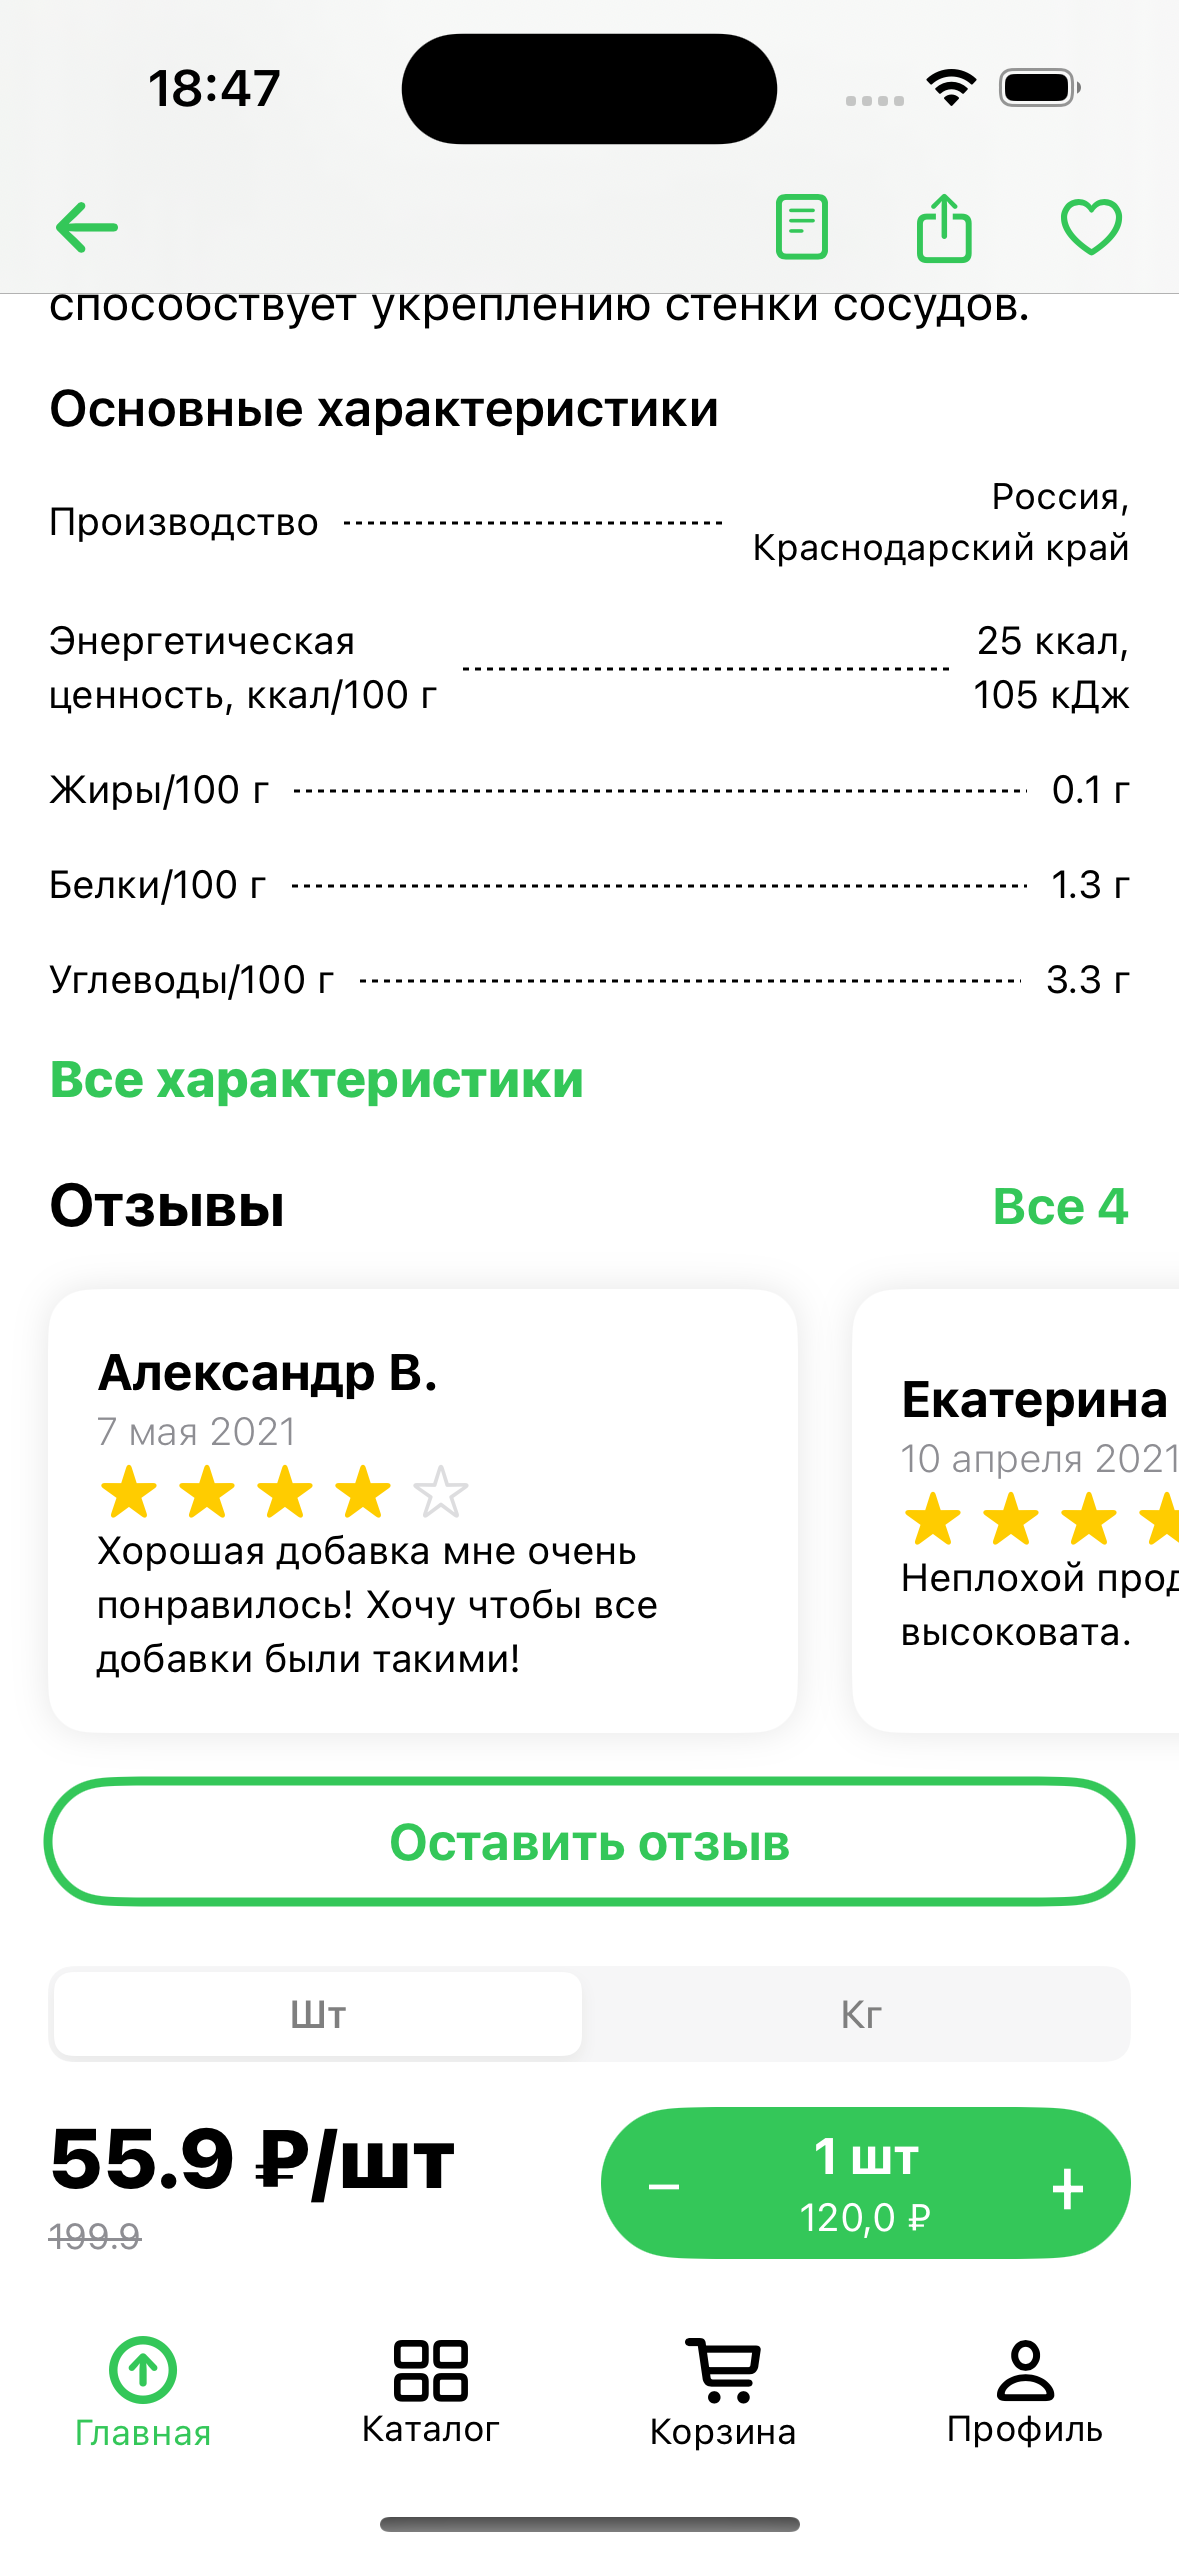 18:47
способствует укреплению стенки сосудов.
Основные характеристики
Производство
Россия,
Краснодарский край
Энергетическая
ценность, ккал/100 г
25 ккал,
105 кДж
Жиры/100 г 0.1 г
Белки/100 г 1.3 г
Углеводы/100 г 3.3 г
Все характеристики
Отзывы Все 4
Александр В.
7 мая 2021
Хорошая добавка мне очень
понравилось! Хочу чтобы все
добавки были такими!
Екатерина
10 апреля 2021
Неплохой
высоковата.
Оставить отзыв
Шт Кг
55.9 ₽/шт
199.9
− 1 шт +
120,0 ₽
Главная Каталог Корзина Профиль